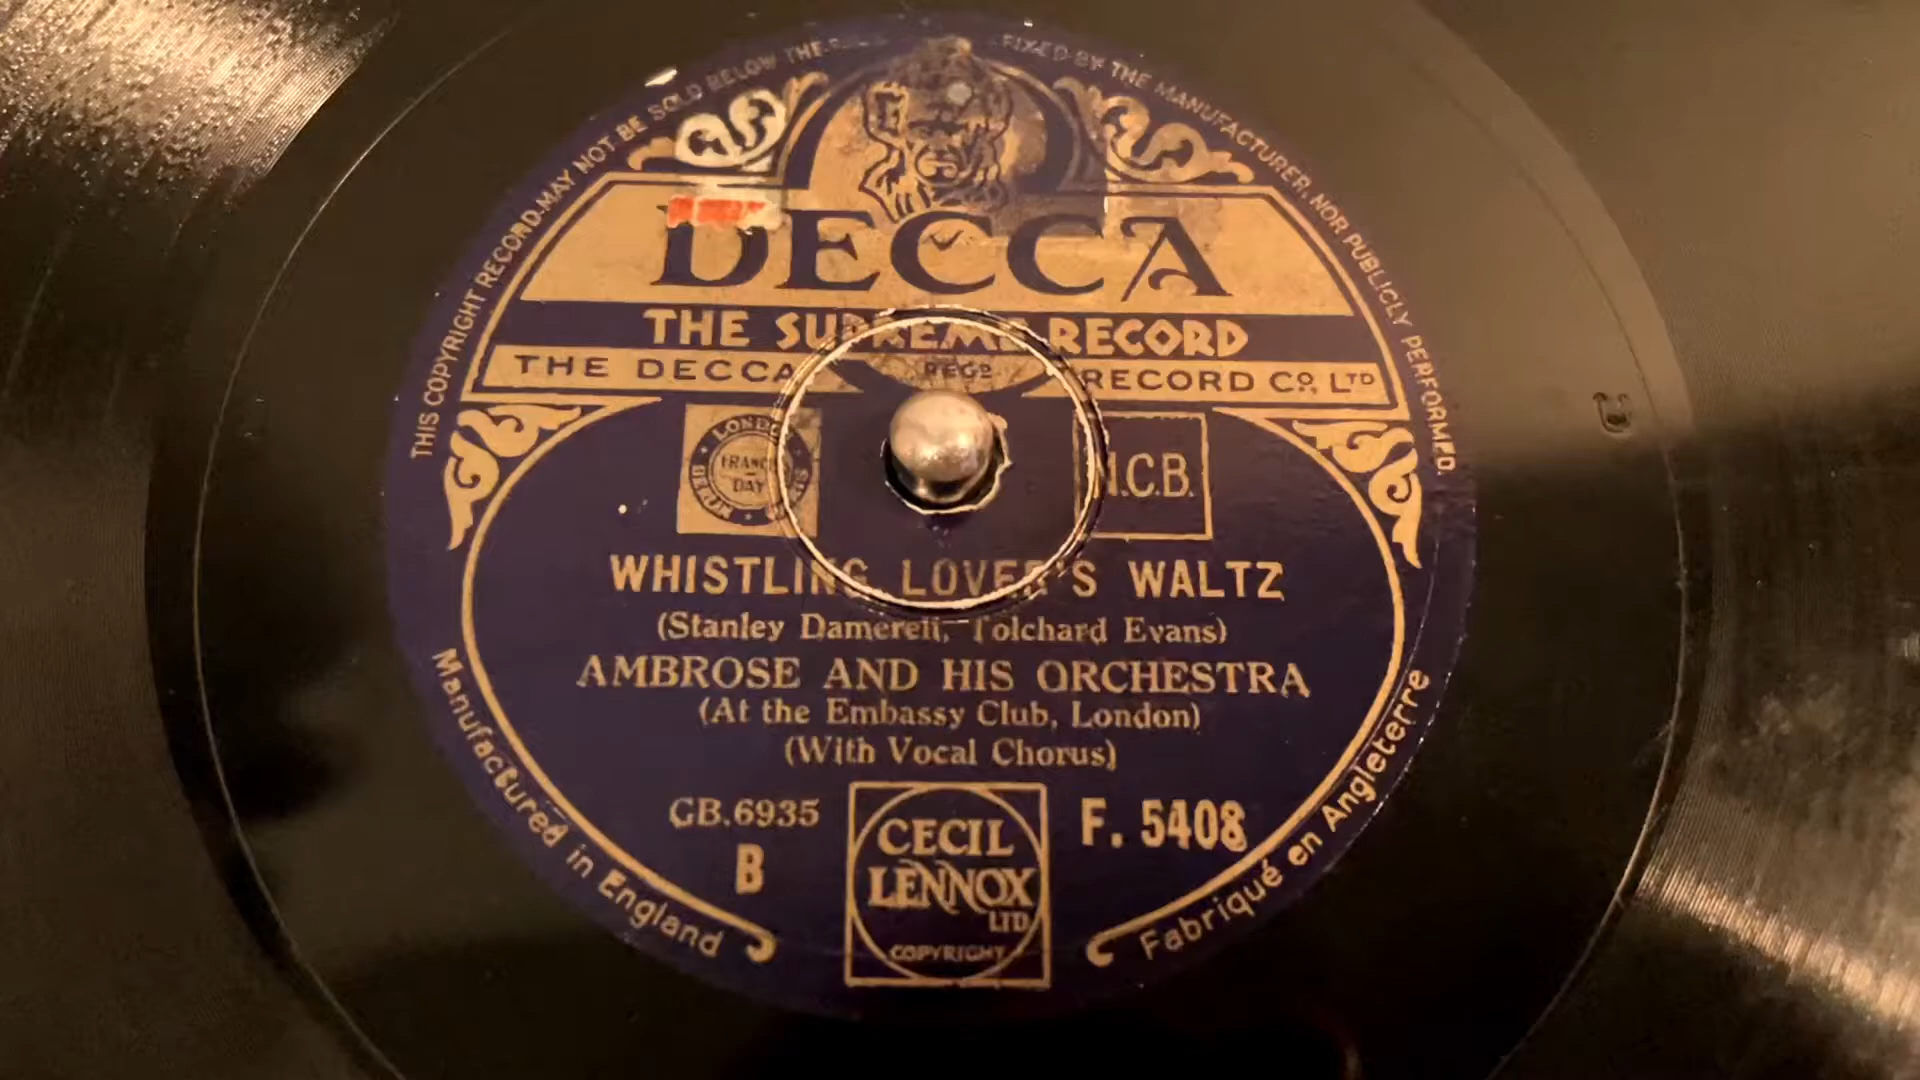 THIS COPYRIGHT RECORD MAY NOT BE SOLD BELOW THE
FIXED BY THE MANUFACTURER, NOR PUBLICLY PERFORMED.
DECCA
THE SUPREME RECORD
THE DECCA RECORD CO. LTD
REGD
LONDON
FRANCE
DAY
N.C.B.
WHISTLING LOVER'S WALTZ
(Stanley Damerell, Tolchard Evans)
AMBROSE AND HIS ORCHESTRA
(At the Embassy Club, London)
(With Vocal Chorus)
GB.6935
F. 5408
B
CECIL
LENNOX
LTD
COPYRIGHT
Manufactured in England
Fabriqué en Angleterre